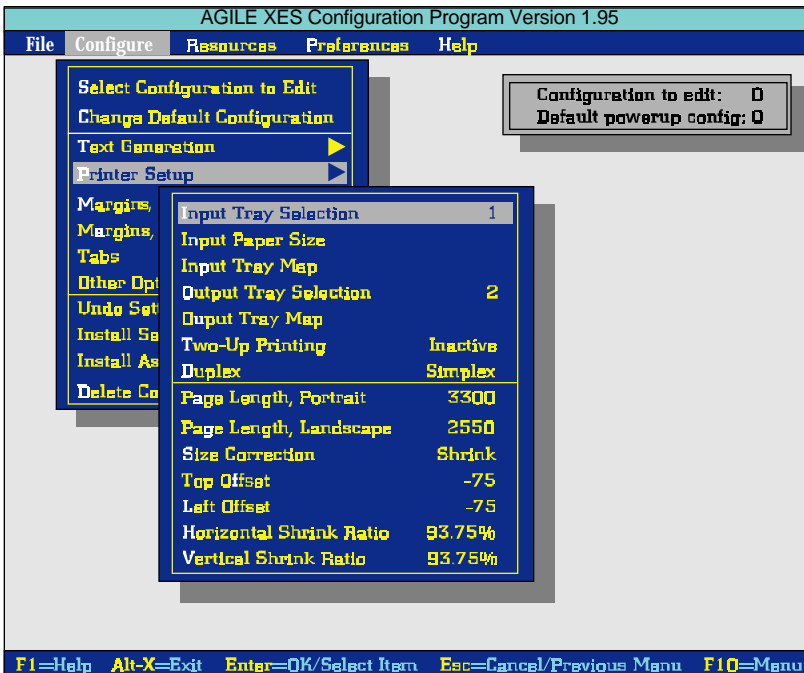 AGILE XES Configuration Program Version 1.95
File Configure Resources Preferences Help
Select Configuration to Edit
Change Default Configuration
Text Generation
Printer Setup
Margins,
Margins,
Tabs
Other Opt
Undo Sett
Install Se
Install As
Delete Co
Configuration to edit: 0
Default powerup config: 0
Input Tray Selection 1
Input Paper Size
Input Tray Map
Output Tray Selection 2
Ouput Tray Map
Two-Up Printing Inactive
Duplex Simplex
Page Length, Portrait 3300
Page Length, Landscape 2550
Size Correction Shrink
Top Offset -75
Left Offset -75
Horizontal Shrink Ratio 93.75%
Vertical Shrink Ratio 93.75%
F1=Help Alt-X=Exit Enter=OK/Select Item Esc=Cancel/Previous Menu F10=Menu